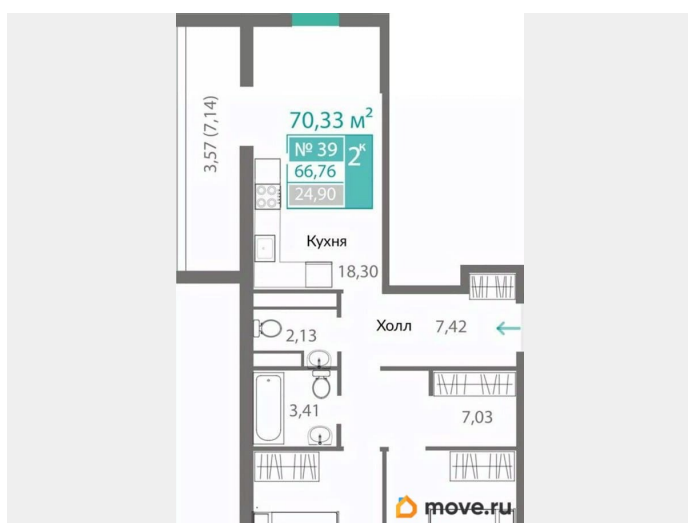 3,57 (7,14)
70,33 м²
№ 39
2к
66,76
24,90
Кухня
18,30
Холл 7,42
2,13
3,41
7,03
move.ru